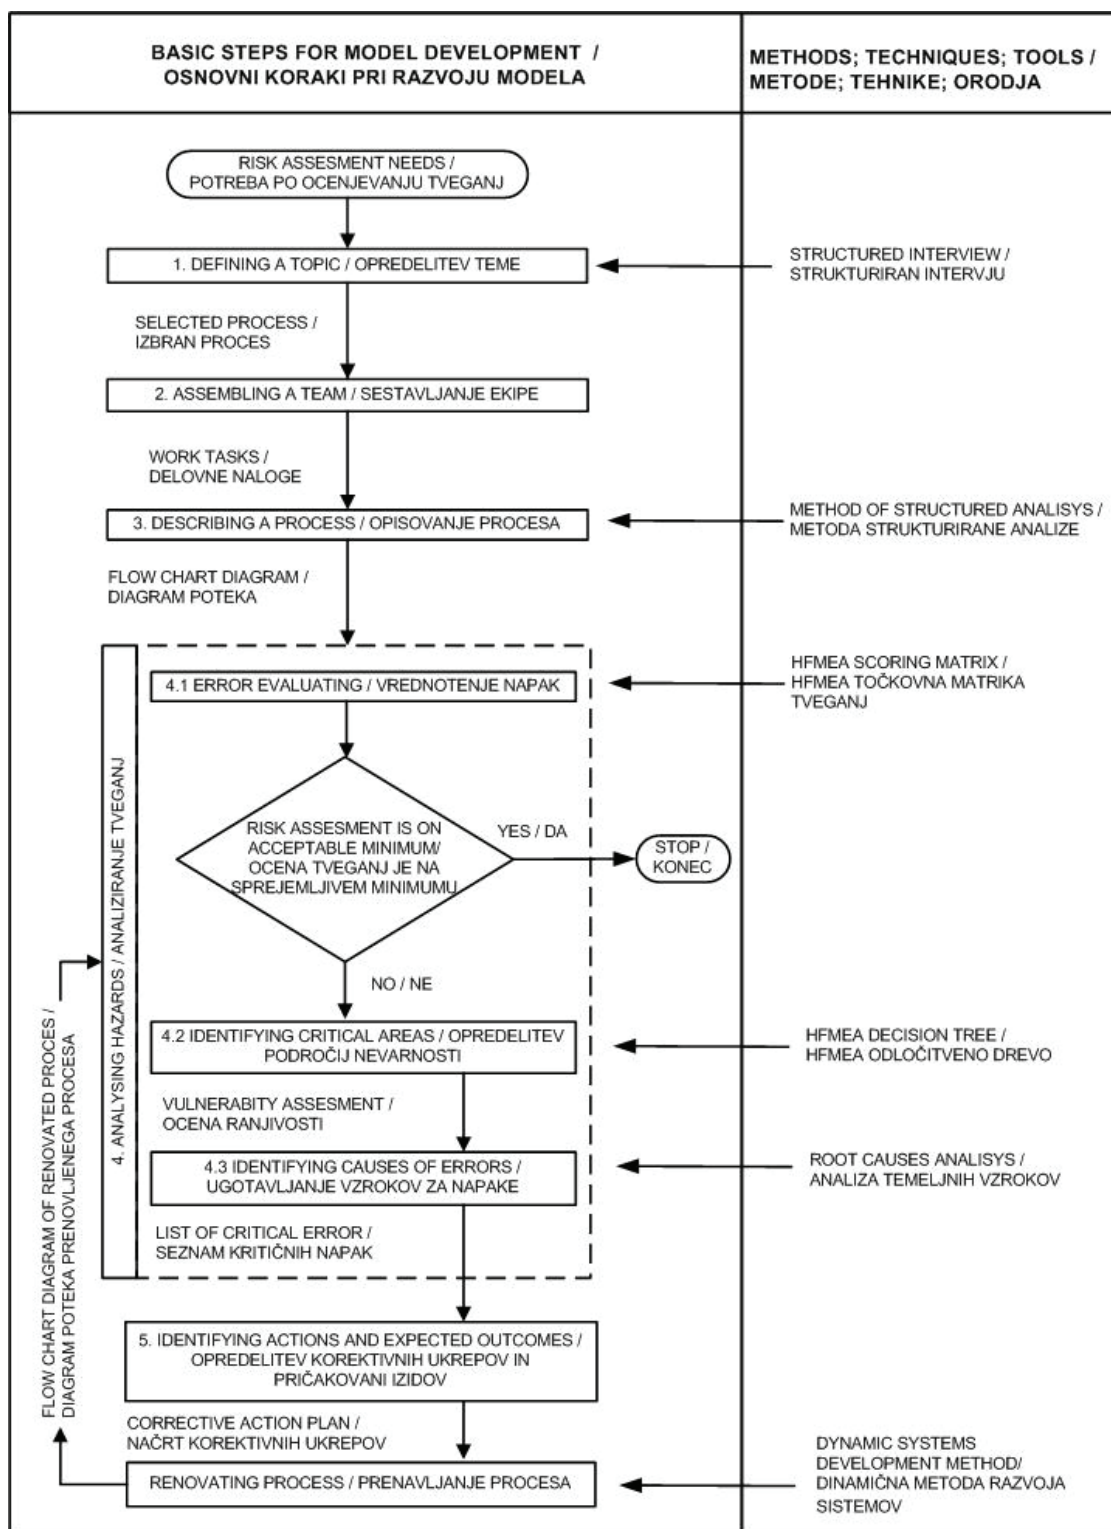 BASIC STEPS FOR MODEL DEVELOPMENT /
OSNOVNI KORAKI PRI RAZVOJU MODELA
METHODS; TECHNIQUES; TOOLS /
METODE; TEHNIKE; ORODJA
RISK ASSESMENT NEEDS /
POTREBA PO OCENJEVANJU TVEGANJ
1. DEFINING A TOPIC / OPREDELITEV TEME
STRUCTURED INTERVIEW /
STRUKTURIRAN INTERVJU
SELECTED PROCESS /
IZBRAN PROCES
2. ASSEMBLING A TEAM / SESTAVLJANJE EKIPE
WORK TASKS /
DELOVNE NALOGE
3. DESCRIBING A PROCESS / OPISOVANJE PROCESA
METHOD OF STRUCTURED ANALISYS /
METODA STRUKTURIRANE ANALIZE
FLOW CHART DIAGRAM /
DIAGRAM POTEKA
4. ANALYSING HAZARDS / ANALIZIRANJE TVEGANJ
4.1 ERROR EVALUATING / VREDNOTENJE NAPAK
HFMEA SCORING MATRIX /
HFMEA TOČKOVNA MATRIKA
TVEGANJ
RISK ASSESMENT IS ON
ACCEPTABLE MINIMUM/
OCENA TVEGANJ JE NA
SPREJEMLJIVEM MINIMUMU
YES / DA
STOP /
KONEC
NO / NE
4.2 IDENTIFYING CRITICAL AREAS / OPREDELITEV
PODROČIJ NEVARNOSTI
HFMEA DECISION TREE /
HFMEA ODLOČITVENO DREVO
VULNERABITY ASSESMENT /
OCENA RANJIVOSTI
4.3 IDENTIFYING CAUSES OF ERRORS /
UGOTAVLJANJE VZROKOV ZA NAPAKE
ROOT CAUSES ANALISYS /
ANALIZA TEMELJNIH VZROKOV
LIST OF CRITICAL ERROR /
SEZNAM KRITIČNIH NAPAK
5. IDENTIFYING ACTIONS AND EXPECTED OUTCOMES /
OPREDELITEV KOREKTIVNIH UKREPOV IN
PRIČAKOVANI IZIDOV
CORRECTIVE ACTION PLAN /
NAČRT KOREKTIVNIH UKREPOV
RENOVATING PROCESS / PRENAVLJANJE PROCESA
DYNAMIC SYSTEMS
DEVELOPMENT METHOD/
DINAMIČNA METODA RAZVOJA
SISTEMOV
FLOW CHART DIAGRAM OF RENOVATED PROCES /
DIAGRAM POTEKA PRENOVLJENEGA PROCESA